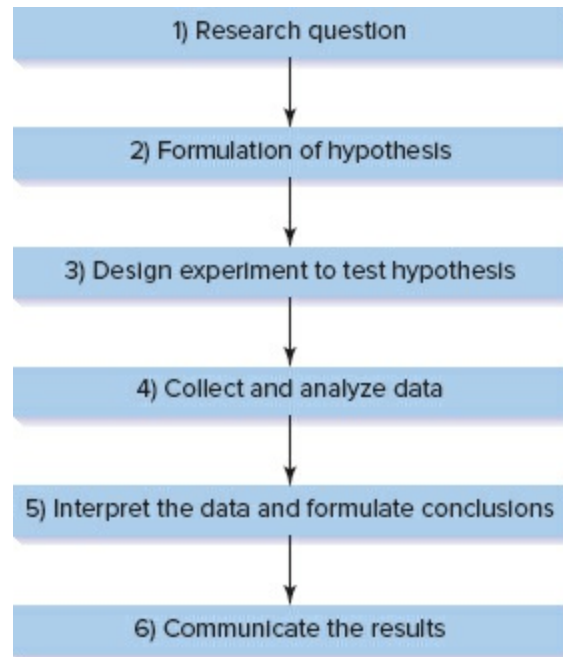 1) Research question
2) Formulation of hypothesis
3) Design experiment to test hypothesis
4) Collect and analyze data
5) Interpret the data and formulate conclusions
6) Communicate the results